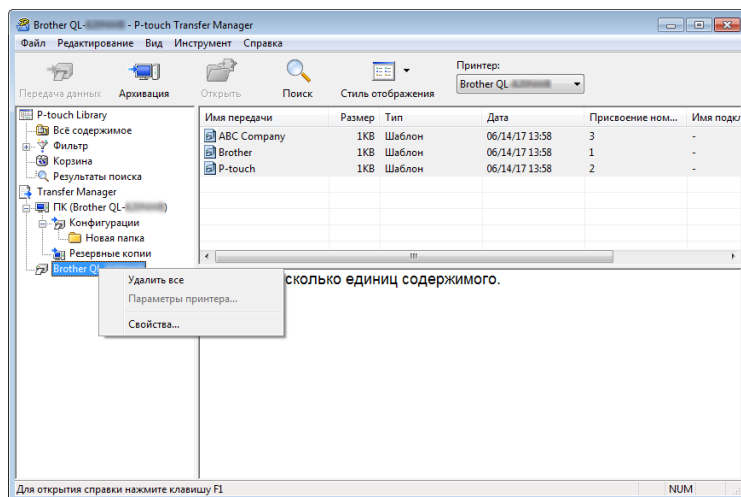 Brother QL- - P-touch Transfer Manager
Файл Редактирование Вид Инструмент Справка
Передача данных Архивация Открыть Поиск Стиль отображения
Принтер:
Brother QL
P-touch Library
Всё содержимое
Фильтр
Корзина
Результаты поиска
Transfer Manager
ПК (Brother QL- )
Конфигурации
Новая папка
Резервные копии
Brother QL
Имя передачи Размер Тип Дата Присвоение ном... Имя подкл
ABC Company 1KB Шаблон 06/14/17 13:58 3 -
Brother 1KB Шаблон 06/14/17 13:58 1 -
P-touch 1KB Шаблон 06/14/17 13:58 2 -
Удалить все
Параметры принтера...
Свойства...
сколько единиц содержимого.
Для открытия справки нажмите клавишу F1
NUM